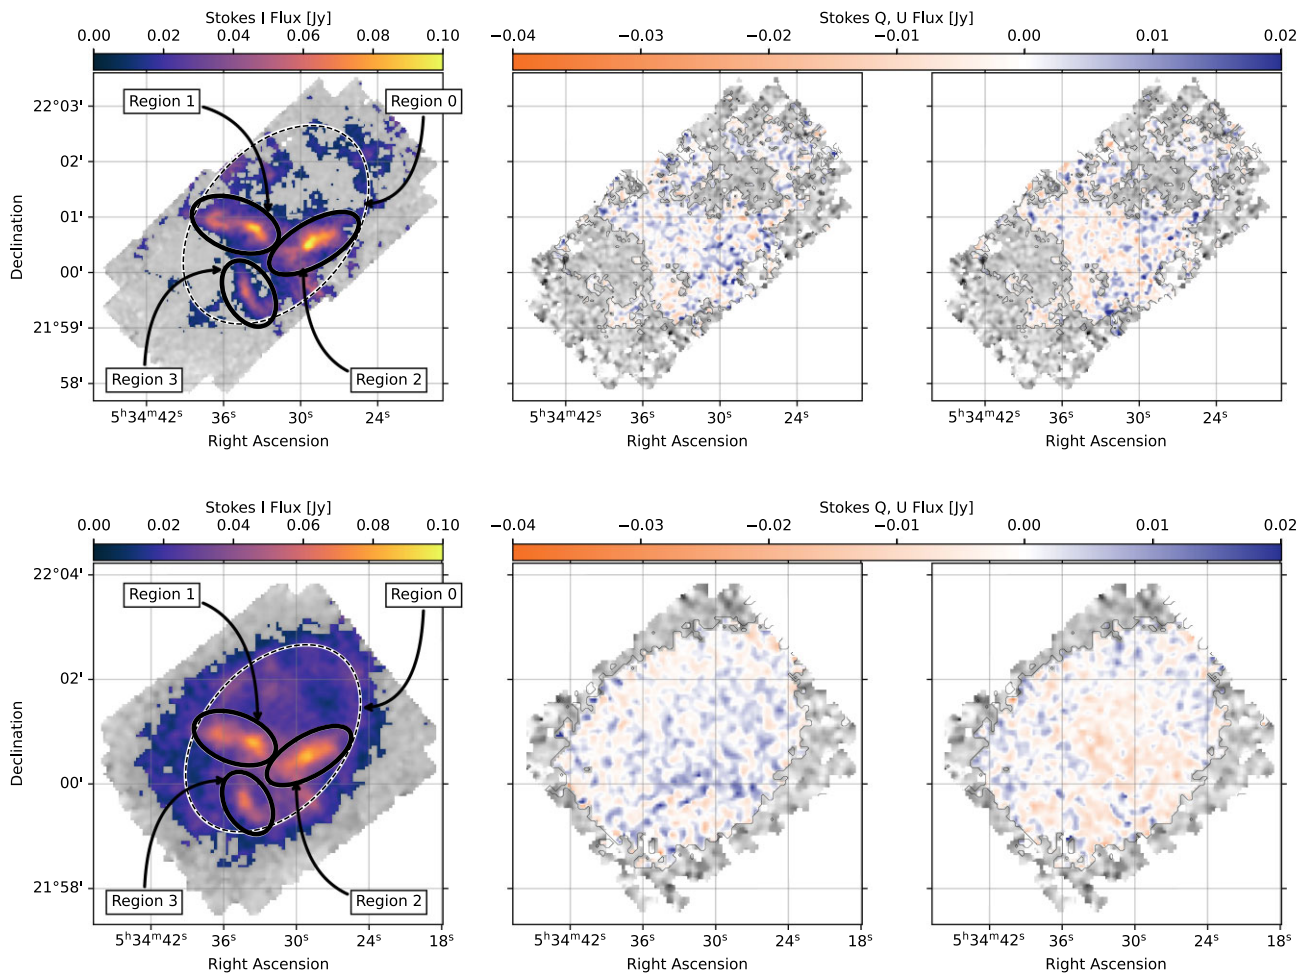 Stokes I Flux [Jy]
Stokes Q, U Flux [Jy]
0.00 0.02 0.04 0.06 0.08 0.10
−0.04 −0.03 −0.02 −0.01 0.00 0.01 0.02
Region 1
Region 0
22°03'
02'
01'
00'
21°59'
58'
Declination
Region 3
Region 2
5h34m42s 36s 30s 24s
5h34m42s 36s 30s 24s
5h34m42s 36s 30s 24s
Right Ascension
Right Ascension
Right Ascension
Stokes I Flux [Jy]
Stokes Q, U Flux [Jy]
0.00 0.02 0.04 0.06 0.08 0.10
−0.04 −0.03 −0.02 −0.01 0.00 0.01 0.02
22°04'
Region 1
Region 0
02'
00'
21°58'
Declination
Region 3
Region 2
5h34m42s 36s 30s 24s 18s
5h34m42s 36s 30s 24s 18s
5h34m42s 36s 30s 24s 18s
Right Ascension
Right Ascension
Right Ascension